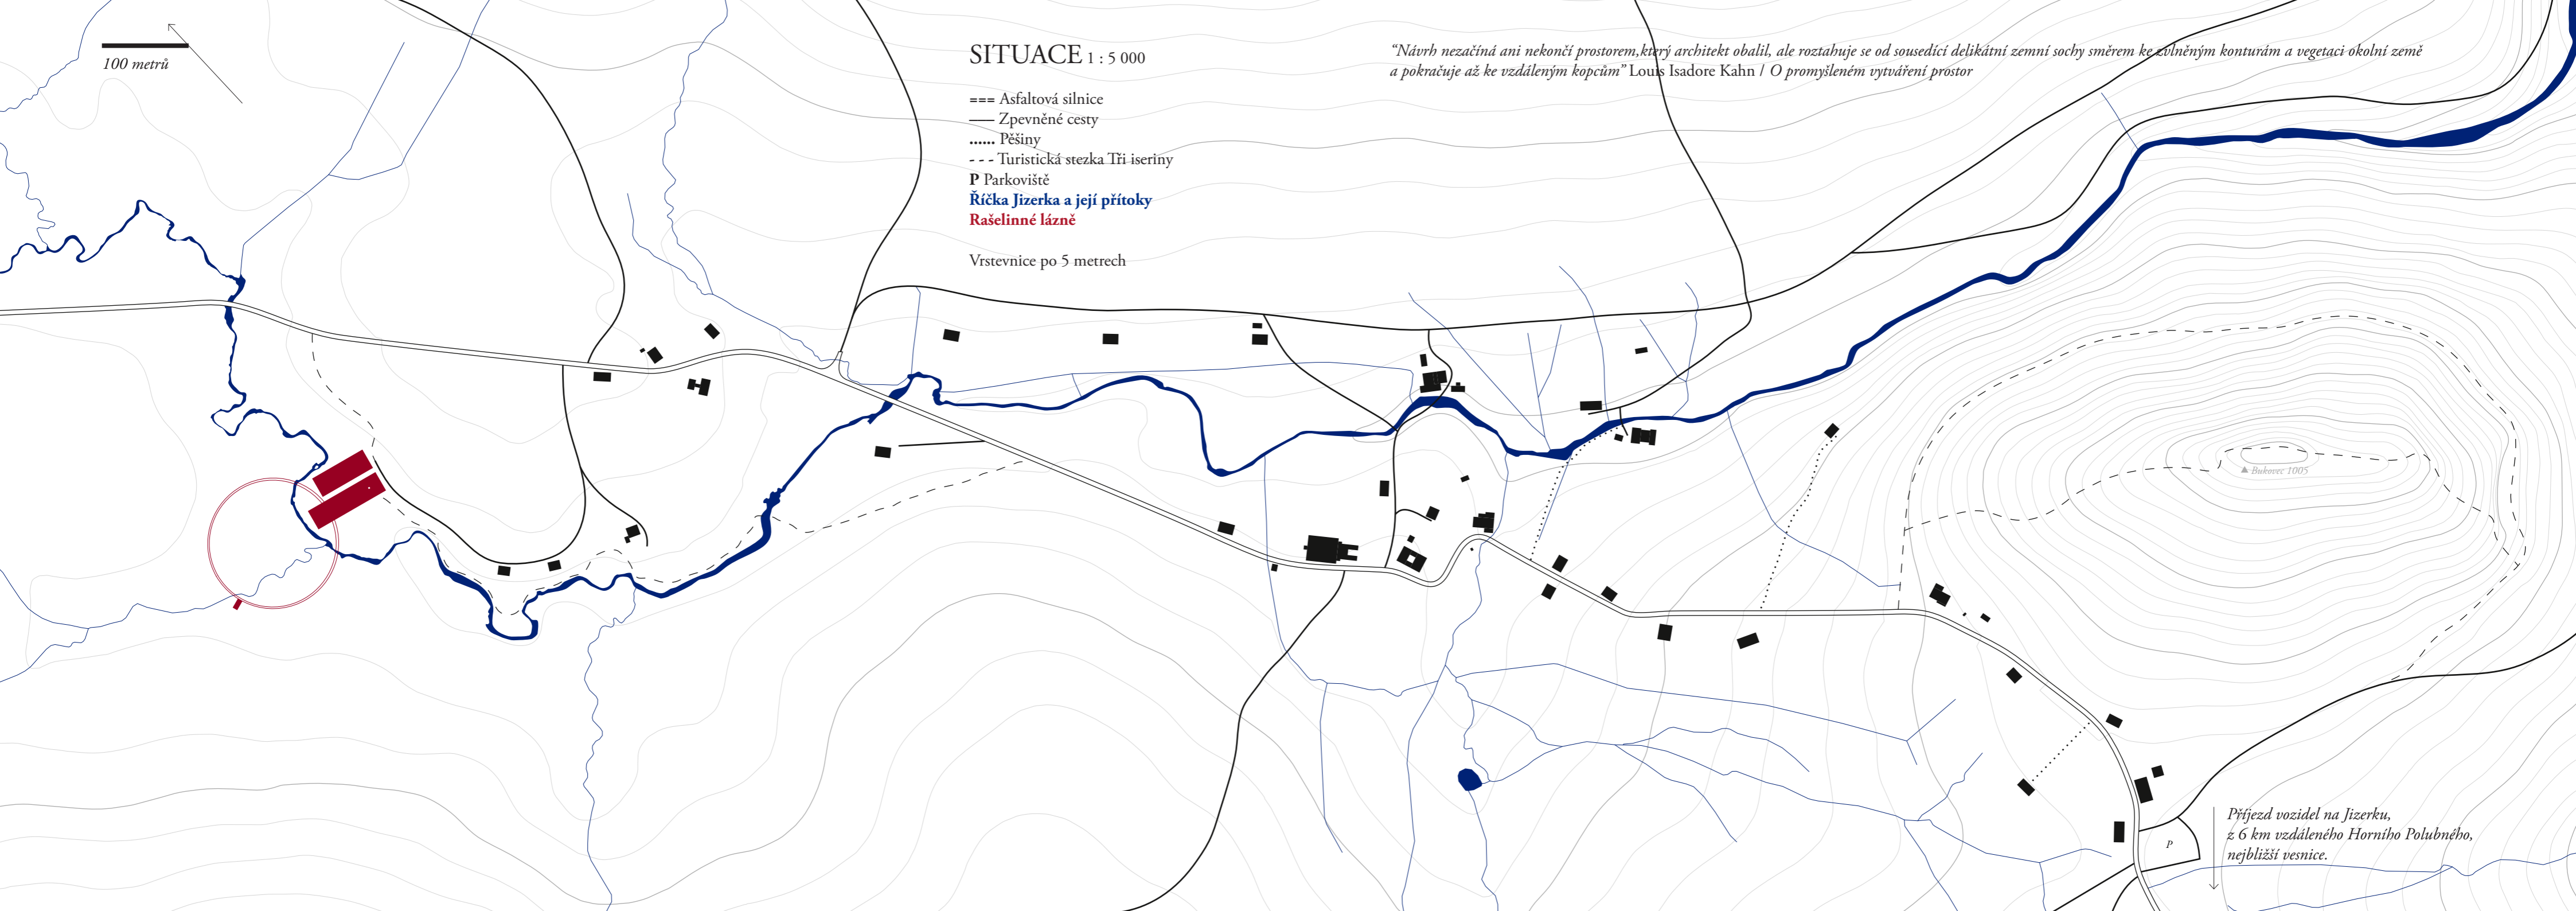 100 metrů
SITUACE 1 : 5 000
=== Asfaltová silnice
—— Zpevněné cesty
...... Pěšiny
- - - Turistická stezka Tři iseriny
P Parkoviště
Říčka Jizerka a její přítoky
Rašelinné lázně
Vrstevnice po 5 metrech
“Návrh nezačíná ani nekončí prostorem,který architekt obalil, ale roztahuje se od sousedící delikátní zemní sochy směrem ke zvlněným konturám a vegetaci okolní země
a pokračuje až ke vzdáleným kopcům” Louis Isadore Kahn / O promyšleném vytváření prostor
Bukovec 1005
P
Příjezd vozidel na Jizerku,
z 6 km vzdáleného Horního Polubného,
nejbližší vesnice.